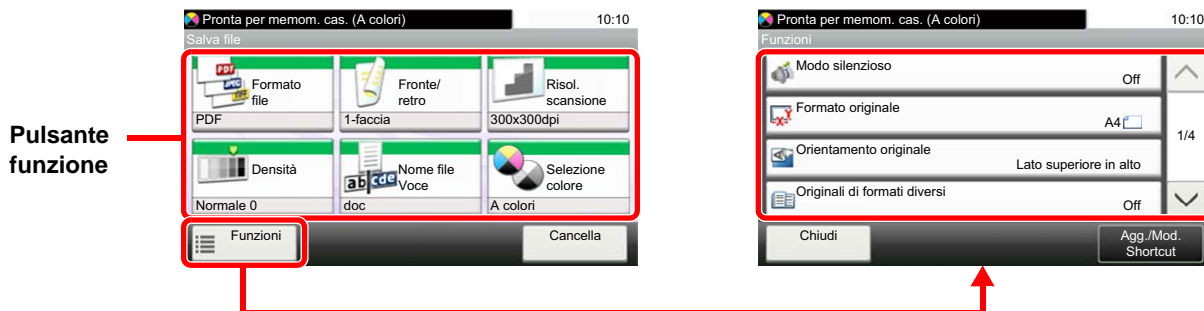 Pronta per memom. cas. (A colori)
10:10
Salva file
PDF
JPEG
TIFF
Formato
file
PDF
Fronte/
retro
1-faccia
Risol.
scansione
300x300dpi
Densità
Normale 0
ab cde
Nome file
Voce
doc
Selezione
colore
A colori
Funzioni
Cancella
Pulsante
funzione
Pronta per memom. cas. (A colori)
10:10
Funzioni
Modo silenzioso
Off
Formato originale
A4
Orientamento originale
Lato superiore in alto
Originali di formati diversi
Off
1/4
Chiudi
Agg./Mod.
Shortcut